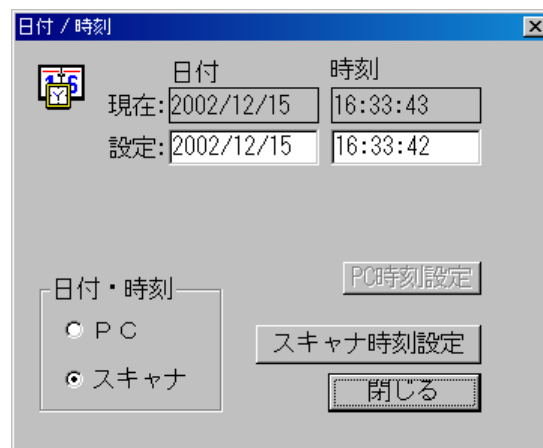 日付 / 時刻
日付 時刻
現在: 2002/12/15 16:33:43
設定: 2002/12/15 16:33:42
PC時刻設定
日付・時刻
ＰＣ
スキャナ時刻設定
スキャナ
閉じる